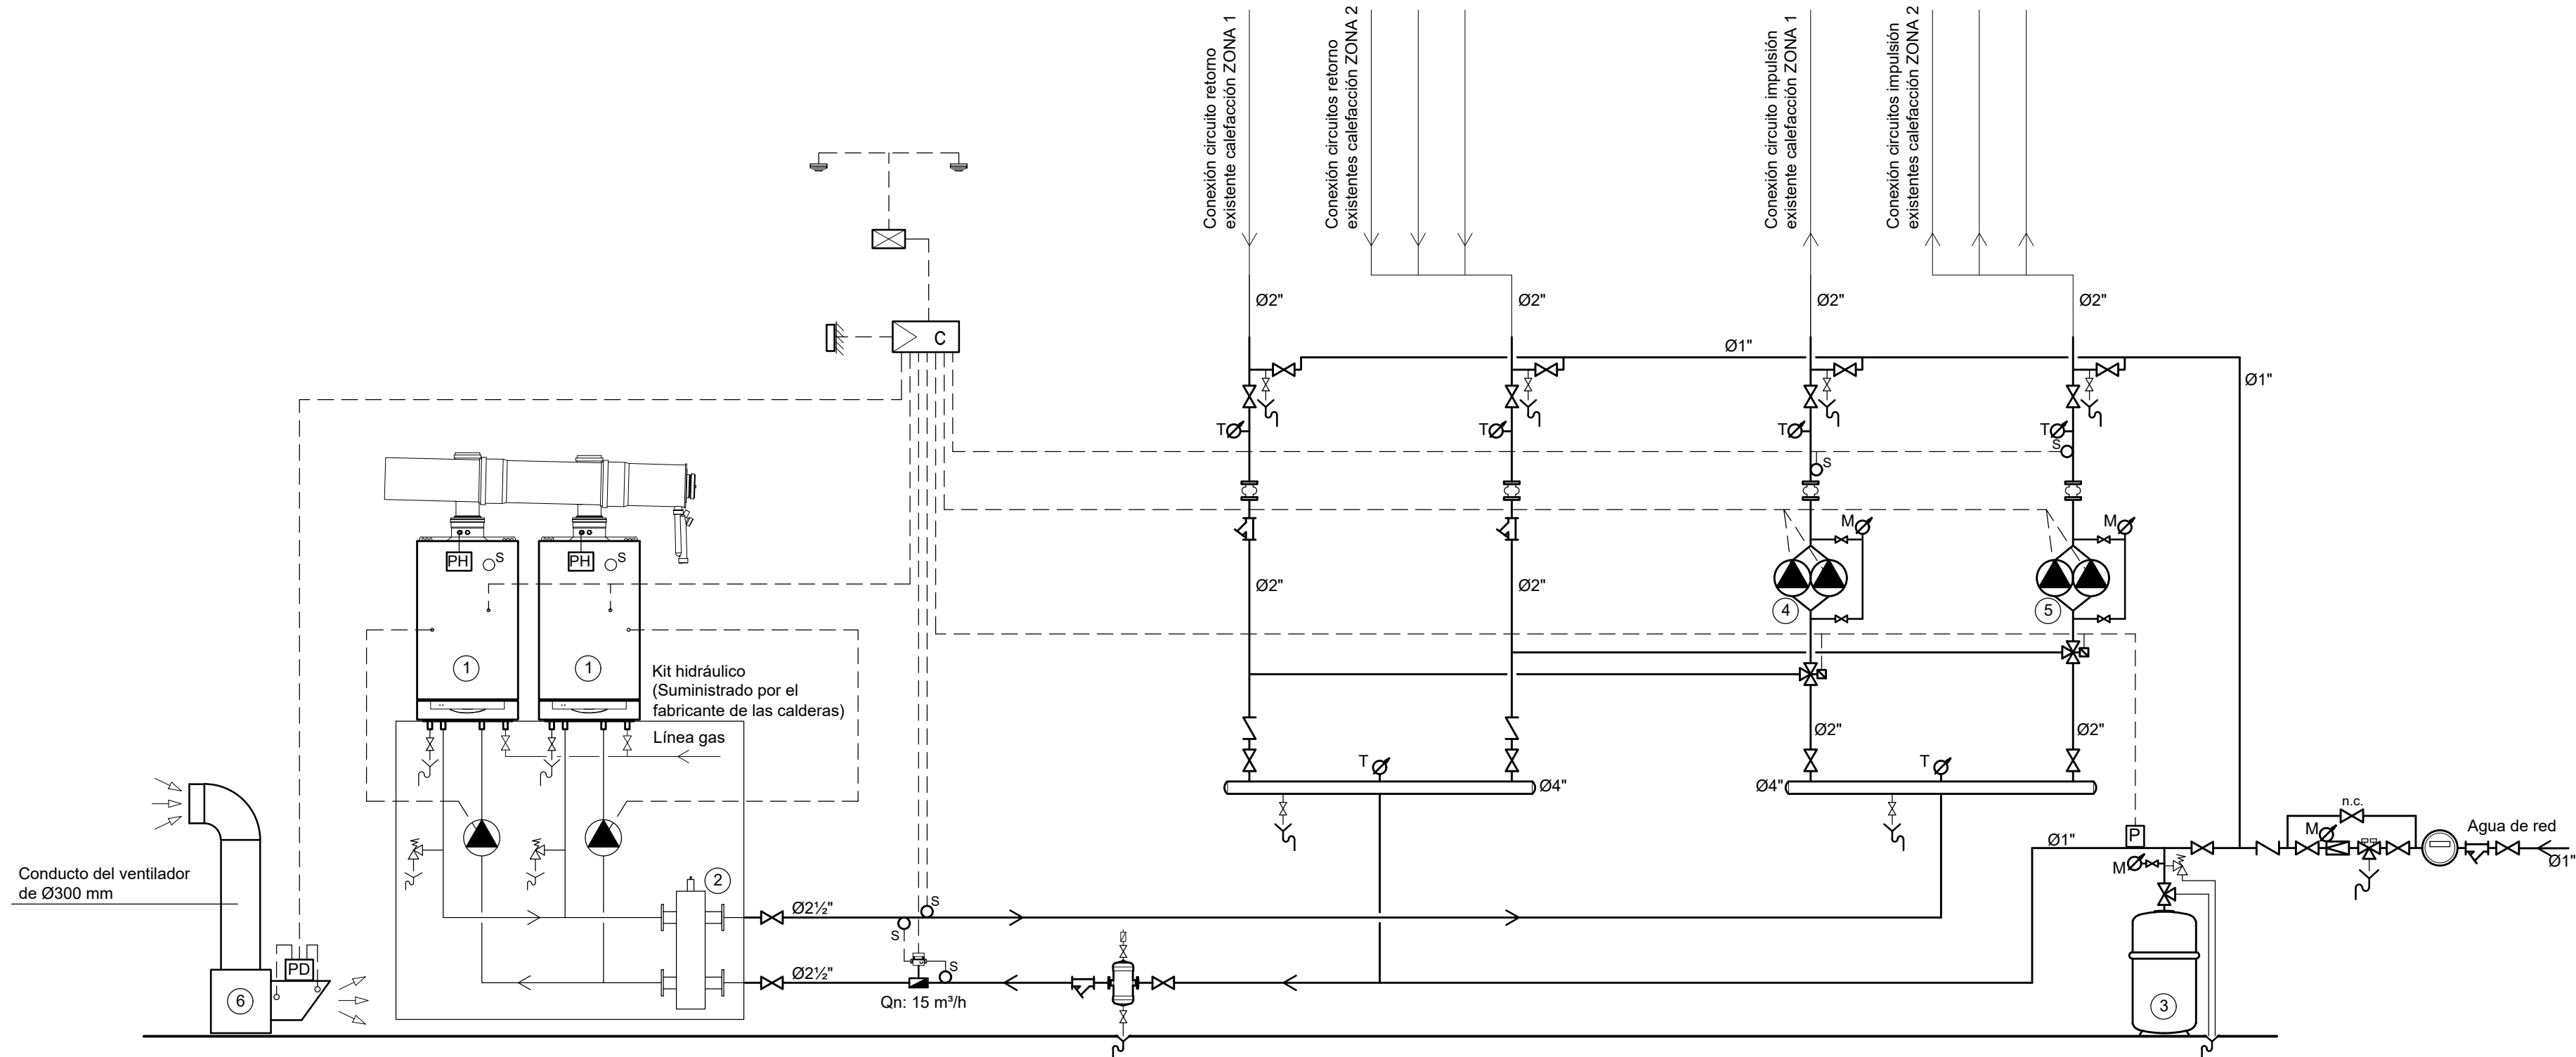 Conexión circuito retorno
existente calefacción ZONA 1
Conexión circuitos retorno
existentes calefacción ZONA 2
Conexión circuito impulsión
existente calefacción ZONA 1
Conexión circuitos impulsión
existentes calefacción ZONA 2
Ø2"
Ø2"
Ø2"
Ø2"
C
Ø1"
Ø1"
T
T
T
T
S
S
M
M
PH
S
PH
S
Ø2"
Ø2"
4
5
1
1
Kit hidráulico
(Suministrado por el
fabricante de las calderas)
Línea gas
Ø2"
Ø2"
T
T
Ø4"
Ø4"
n.c.
P
M
Agua de red
Ø1"
Ø1"
M
Conducto del ventilador
de Ø300 mm
2
Ø2½"
S
S
PD
Ø2½"
S
6
Qn: 15 m³/h
3